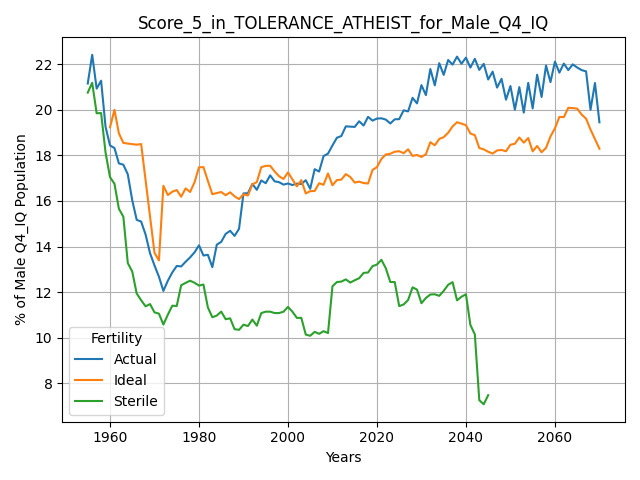 Score_5_in_TOLERANCE_ATHEIST_for_Male_Q4_IQ
% of Male Q4_IQ Population
22
20
18
16
14
12
10
8
Fertility
Actual
Ideal
Sterile
1960
1980
2000
2020
2040
2060
Years